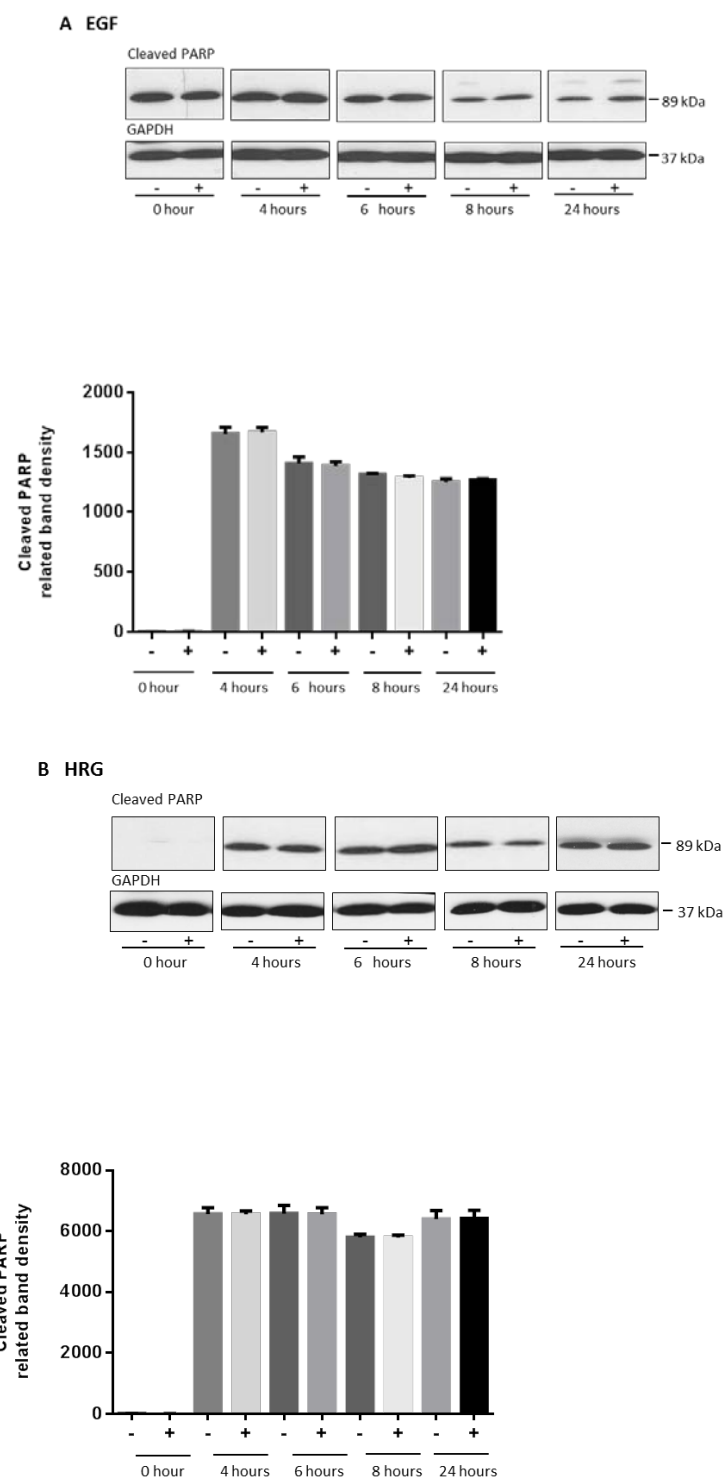 A EGF
Cleaved PARP
89 kDa
GAPDH
37 kDa
- + - + - + - + - +
0 hour 4 hours 6 hours 8 hours 24 hours
2000
1500
1000
500
0
Cleaved PARP
related band density
- + - + - + - + - +
0 hour 4 hours 6 hours 8 hours 24 hours
B HRG
Cleaved PARP
89 kDa
GAPDH
37 kDa
- + - + - + - + - +
0 hour 4 hours 6 hours 8 hours 24 hours
8000
6000
4000
2000
0
Cleaved PARP
related band density
- + - + - + - + - +
0 hour 4 hours 6 hours 8 hours 24 hours